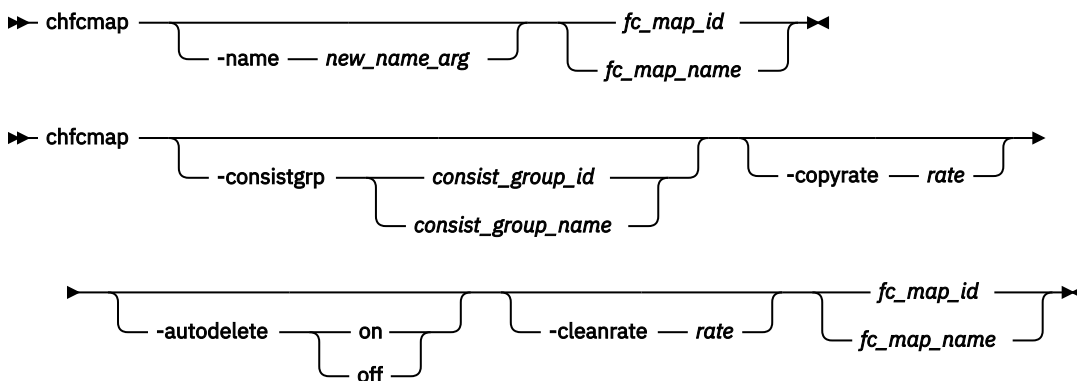 chfcmap -name new_name_arg fc_map_id
fc_map_name
chfcmap
-consistgrp consist_group_id -copyrate rate
consist_group_name
fc_map_id
-autodelete on -cleanrate rate
fc_map_name
off